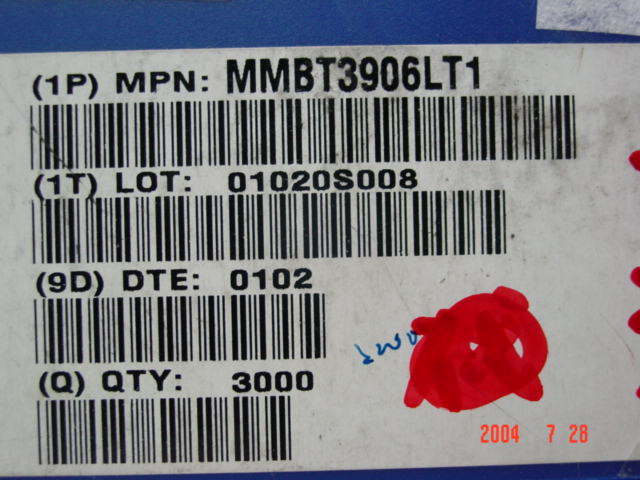 (1P) MPN: MMBT3906LT1
(1T) LOT: 01020S008
(9D) DTE: 0102
(Q) QTY: 3000
2004 7 28